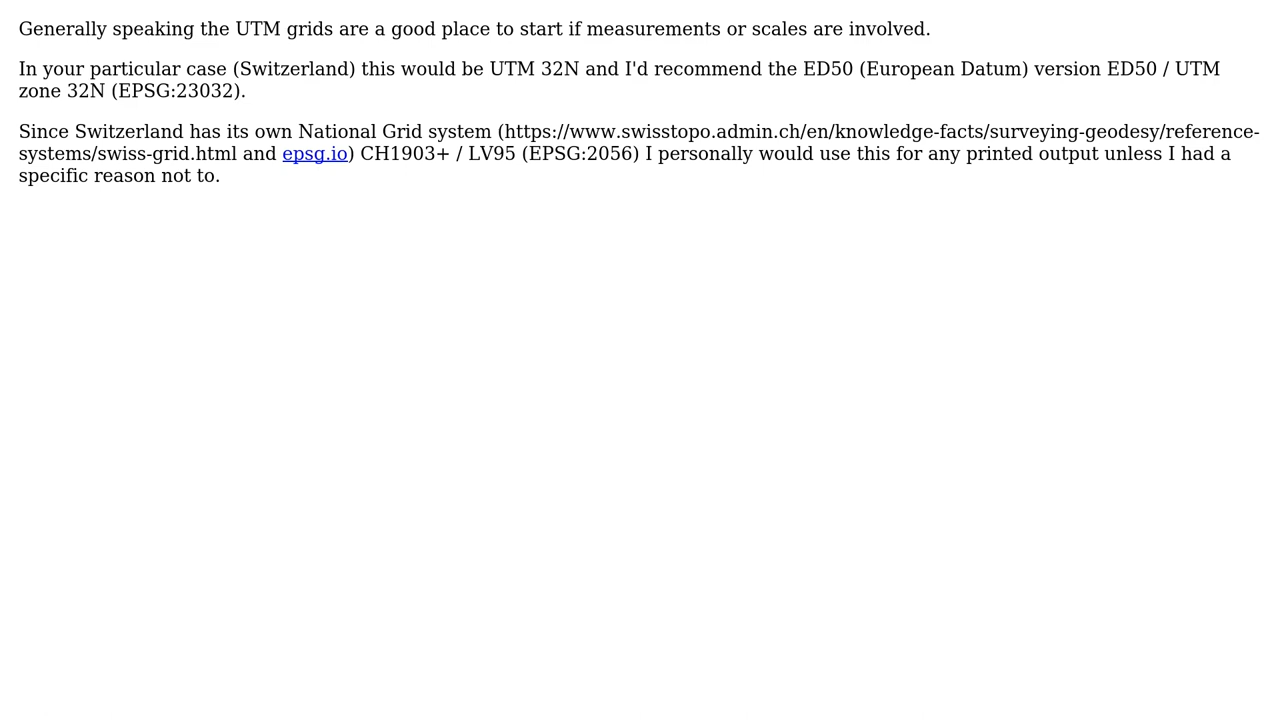 Generally speaking the UTM grids are a good place to start if measurements or scales are involved.
In your particular case (Switzerland) this would be UTM 32N and I'd recommend the ED50 (European Datum) version ED50 / UTM
zone 32N (EPSG:23032).
Since Switzerland has its own National Grid system (https://www.swisstopo.admin.ch/en/knowledge-facts/surveying-geodesy/reference-
systems/swiss-grid.html and epsg.io) CH1903+ / LV95 (EPSG:2056) I personally would use this for any printed output unless I had a
specific reason not to.